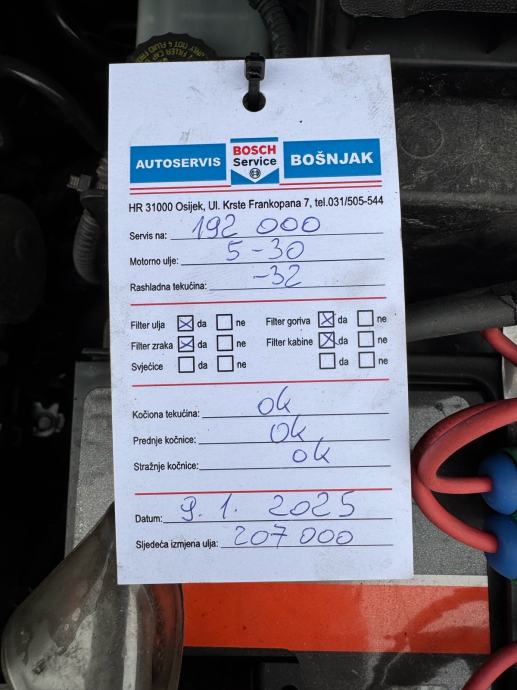 AUTOSERVIS BOSCH Service BOŠNJAK
HR 31000 Osijek, Ul. Krste Frankopana 7, tel.031/505-544
Servis na: 192 000
Motorno ulje: 5-30
Rashladna tekućina: -32
Filter ulja da ne Filter goriva da ne
Filter zraka da ne Filter kabine da ne
Svjećice da ne da ne
Kočiona tekućina: ok
Prednje kočnice: ok
Stražnje kočnice: ok
Datum: 9. 1. 2025
Sljedeća izmjena ulja: 207 000